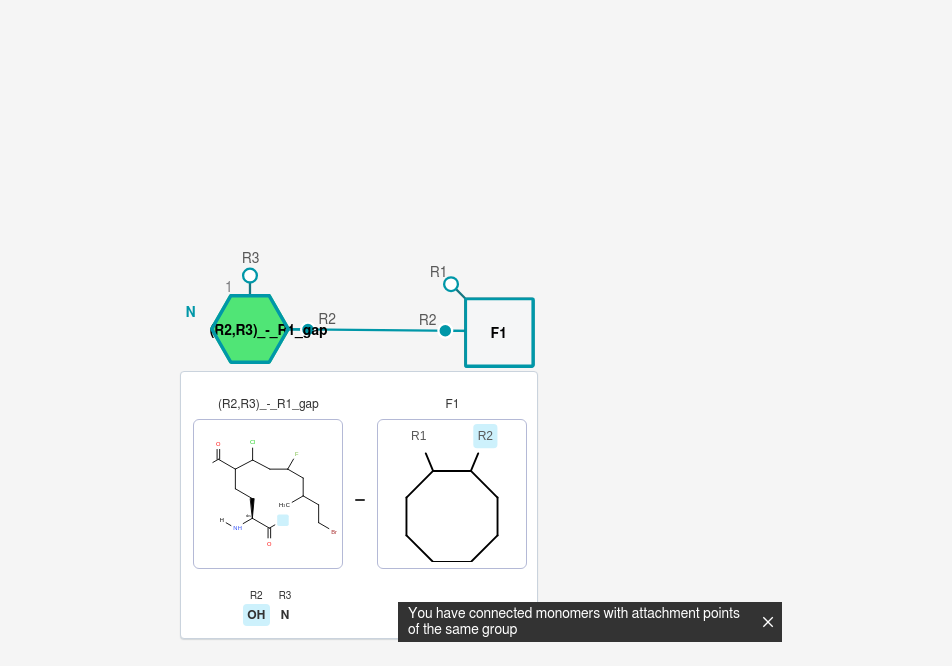 R3
R1
1
N
R2
R2
(R2,R3)_-_R1_gap
F1
(R2,R3)_-_R1_gap
F1
R1
R2
O
Cl
F
H₃C
H
NH
O
Br
–
R2
R3
OH
N
You have connected monomers with attachment points
of the same group